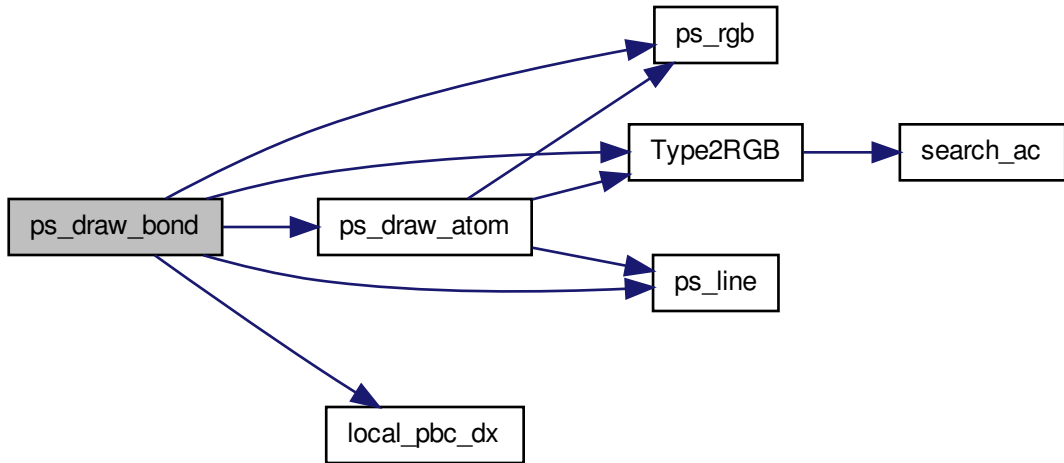 ps_rgb
Type2RGB
search_ac
ps_draw_bond
ps_draw_atom
ps_line
local_pbc_dx